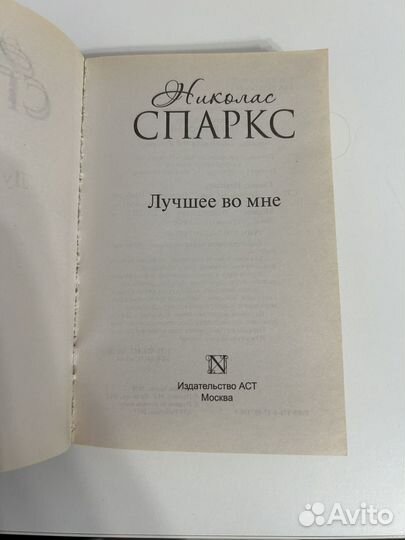 Николас
СПАРКС
Лучшее во мне
N
Издательство АСТ
Москва
Avito